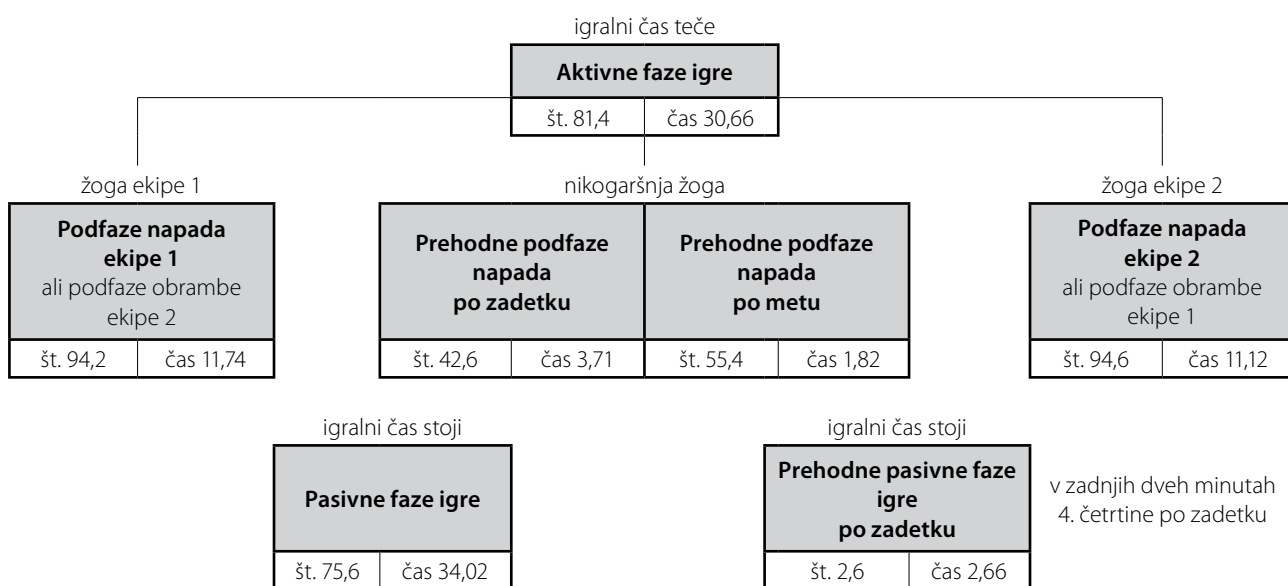 igralni čas teče
Aktivne faze igre
št. 81,4 čas 30,66
žoga ekipe 1
Podfaze napada
ekipe 1
ali podfaze obrambe
ekipe 2
št. 94,2 čas 11,74
nikogaršnja žoga
Prehodne podfaze
napada
po zadetku
št. 42,6 čas 3,71
Prehodne podfaze
napada
po metu
št. 55,4 čas 1,82
žoga ekipe 2
Podfaze napada
ekipe 2
ali podfaze obrambe
ekipe 1
št. 94,6 čas 11,12
igralni čas stoji
Pasivne faze igre
št. 75,6 čas 34,02
igralni čas stoji
Prehodne pasivne faze
igre
po zadetku
št. 2,6 čas 2,66
v zadnjih dveh minutah
4. četrtine po zadetku